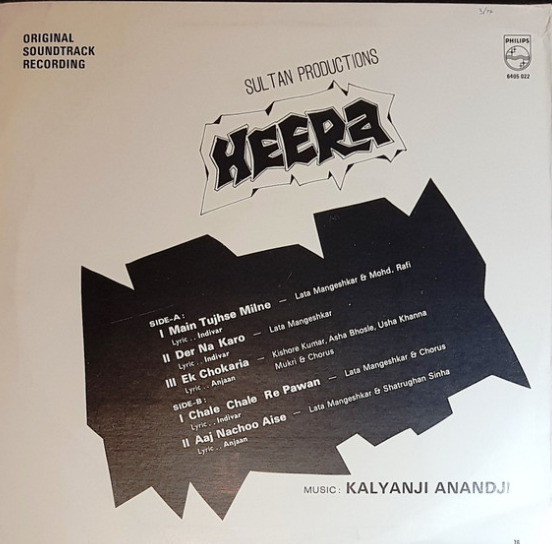 ORIGINAL
SOUNDTRACK
RECORDING
3/74
PHILIPS
6405 022
SULTAN PRODUCTIONS
HEERA
SIDE-A :
I Main Tujhse Milne — Lata Mangeshkar & Mohd. Rafi
Lyric . . Indivar
II Der Na Karo — Lata Mangeshkar
Lyric . . Indivar
III Ek Chokaria — Kishore Kumar, Asha Bhosle, Usha Khanna
Mukri & Chorus
Lyric . . Anjaan
SIDE-B :
I Chale Chale Re Pawan — Lata Mangeshkar & Chorus
Lyric . . Indivar
II Aaj Nachoo Aise — Lata Mangeshkar & Shatrughan Sinha
Lyric . . Anjaan
MUSIC : KALYANJI ANANDJI